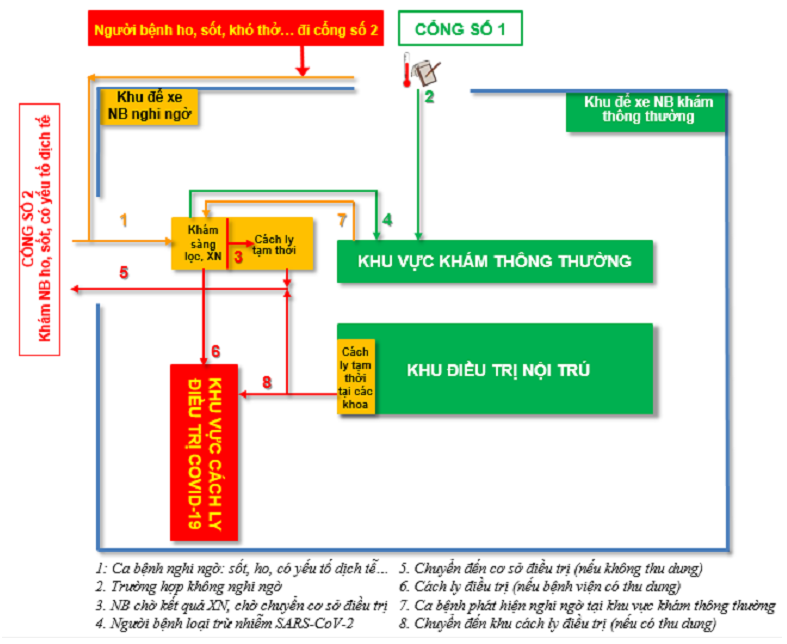 Người bệnh ho, sốt, khó thở... đi cổng số 2
CỔNG SỐ 1
2
Khu để xe
NB nghi ngờ
Khu để xe NB khám
thông thường
CỔNG SỐ 2
Khám NB ho, sốt, có yếu tố dịch tễ
1
Khám
sàng
lọc, XN
3
Cách ly
tạm thời
7
4
KHU VỰC KHÁM THÔNG THƯỜNG
5
6
8
Cách
ly tạm
thời
tại các
khoa
KHU ĐIỀU TRỊ NỘI TRÚ
KHU VỰC CÁCH LY
ĐIỀU TRỊ COVID-19
1: Ca bệnh nghi ngờ: sốt, ho, có yếu tố dịch tễ...
2. Trường hợp không nghi ngờ
3. NB chờ kết quả XN, chờ chuyển cơ sở điều trị
4. Người bệnh loại trừ nhiễm SARS-CoV-2
5. Chuyển đến cơ sở điều trị (nếu không thu dung)
6. Cách ly điều trị (nếu bệnh viện có thu dung)
7. Ca bệnh phát hiện nghi ngờ tại khu vực khám thông thường
8. Chuyển đến khu cách ly điều trị (nếu có thu dung)